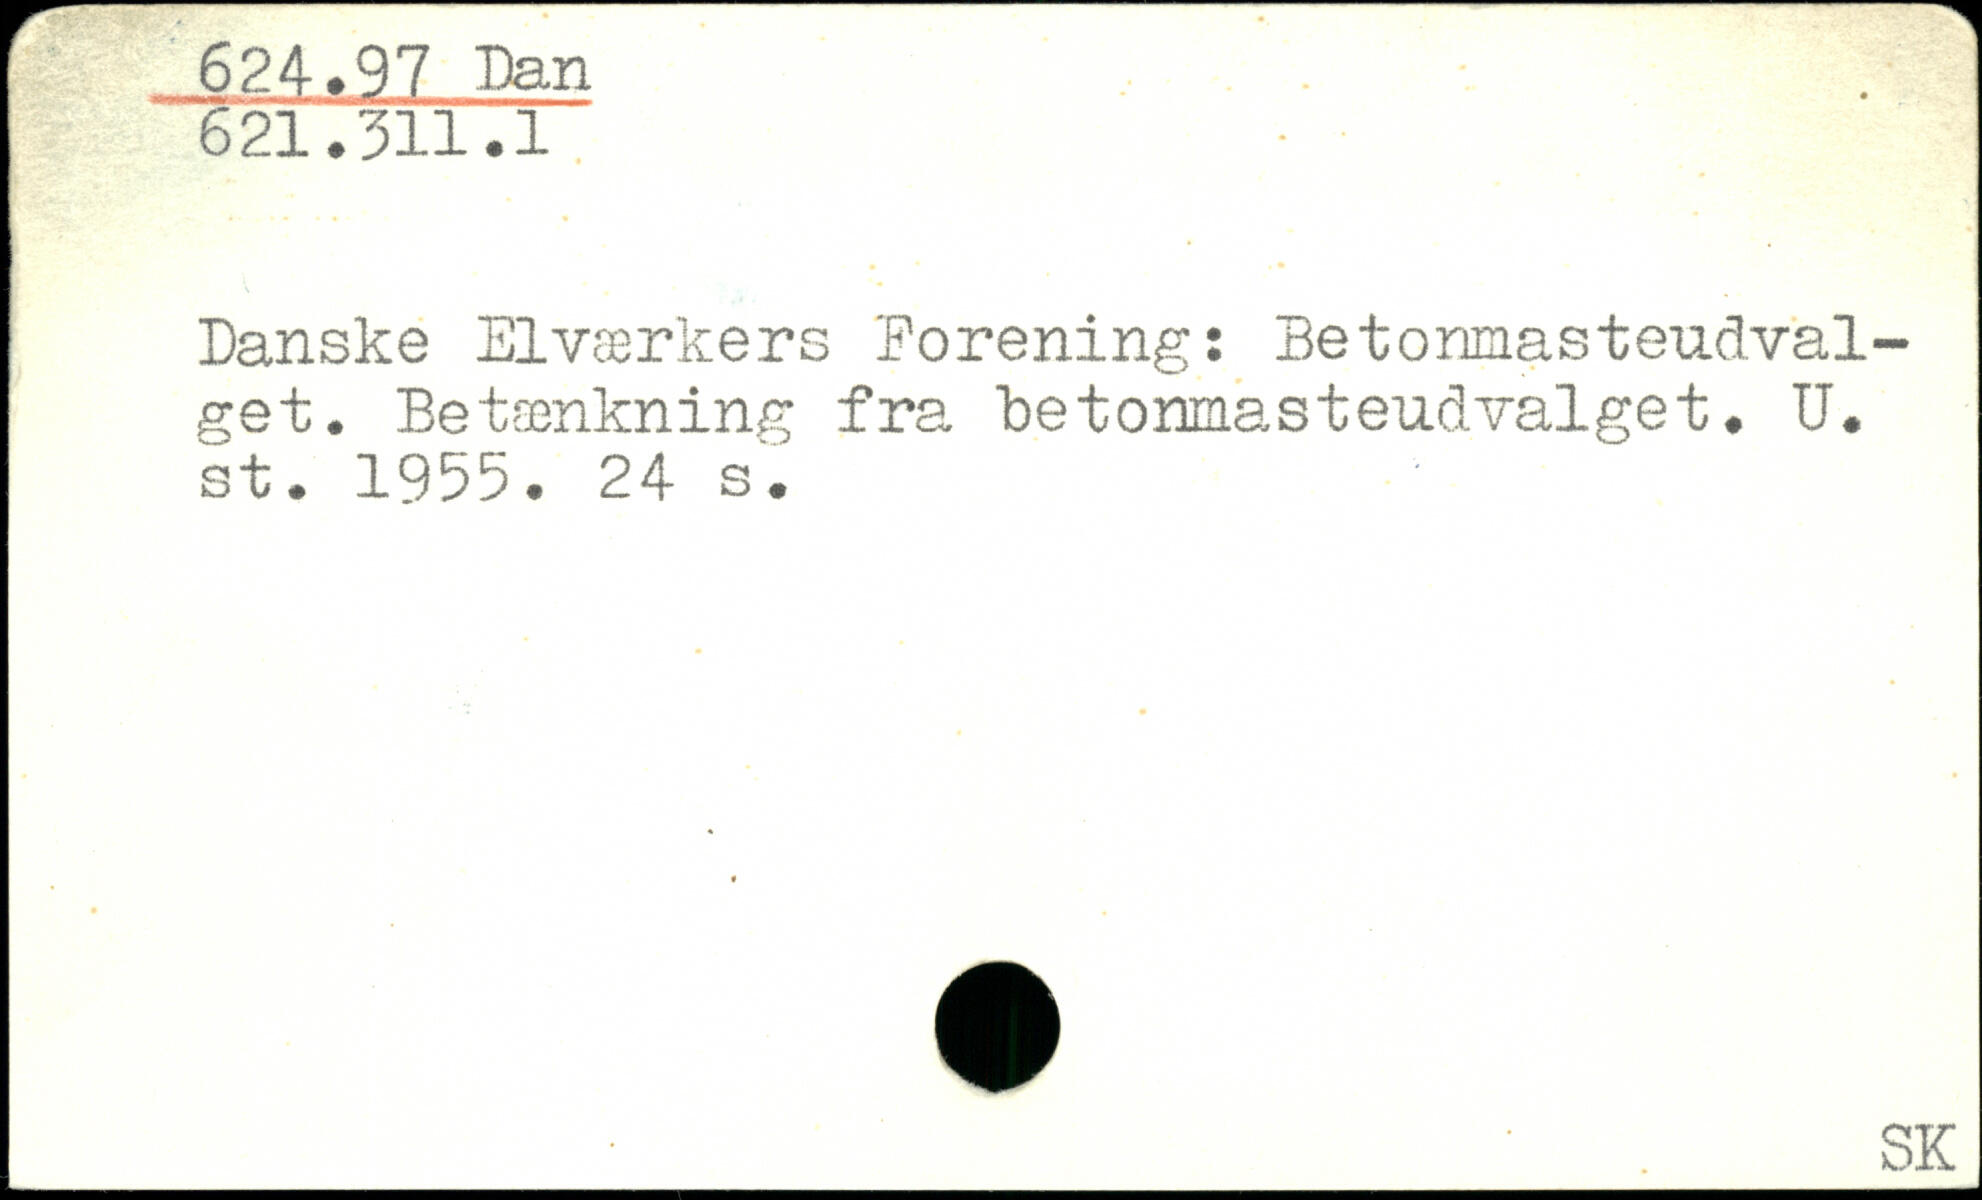 624.97 Dan
621.311.1
Danske Elværkers Forening: Betonmasteudval-
get. Betænkning fra betonmasteudvalget. U.
st. 1955. 24 s.
SK